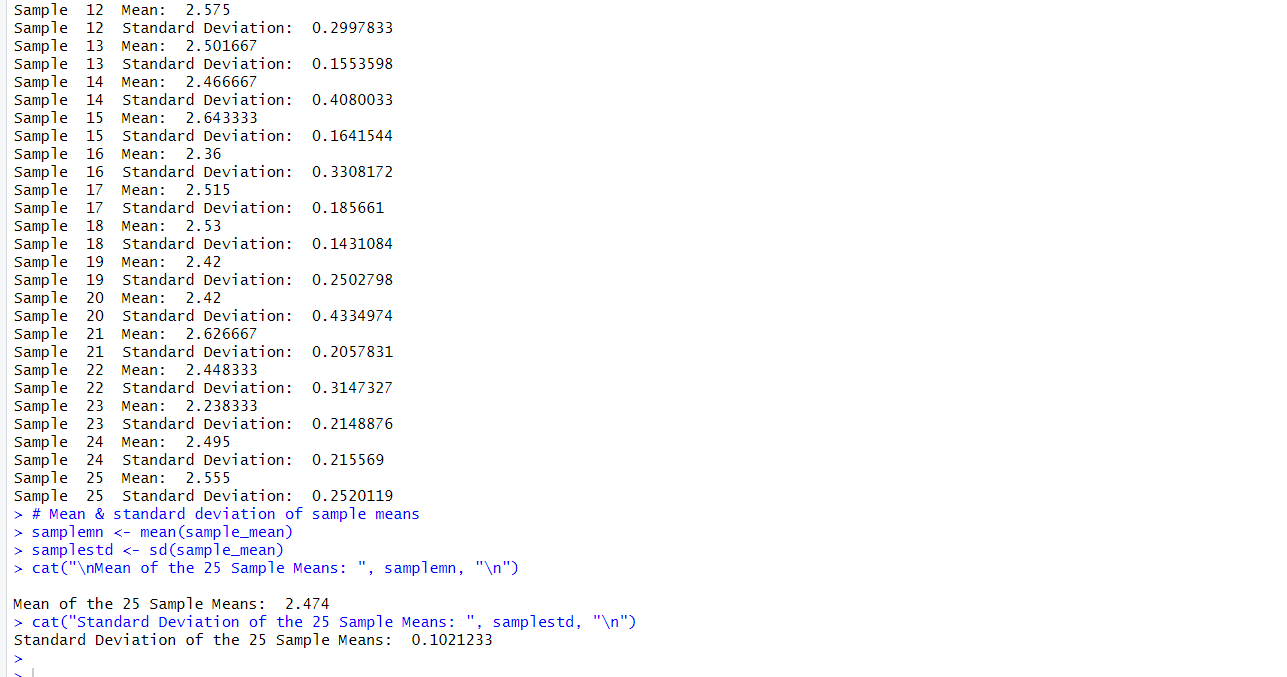 Sample  12  Mean:  2.575
Sample  12  Standard Deviation:  0.2997833
Sample  13  Mean:  2.501667
Sample  13  Standard Deviation:  0.1553598
Sample  14  Mean:  2.466667
Sample  14  Standard Deviation:  0.4080033
Sample  15  Mean:  2.643333
Sample  15  Standard Deviation:  0.1641544
Sample  16  Mean:  2.36
Sample  16  Standard Deviation:  0.3308172
Sample  17  Mean:  2.515
Sample  17  Standard Deviation:  0.185661
Sample  18  Mean:  2.53
Sample  18  Standard Deviation:  0.1431084
Sample  19  Mean:  2.42
Sample  19  Standard Deviation:  0.2502798
Sample  20  Mean:  2.42
Sample  20  Standard Deviation:  0.4334974
Sample  21  Mean:  2.626667
Sample  21  Standard Deviation:  0.2057831
Sample  22  Mean:  2.448333
Sample  22  Standard Deviation:  0.3147327
Sample  23  Mean:  2.238333
Sample  23  Standard Deviation:  0.2148876
Sample  24  Mean:  2.495
Sample  24  Standard Deviation:  0.215569
Sample  25  Mean:  2.555
Sample  25  Standard Deviation:  0.2520119
> # Mean & standard deviation of sample means
> samplemn <- mean(sample_mean)
> samplestd <- sd(sample_mean)
> cat("\nMean of the 25 Sample Means: ", samplemn, "\n")

Mean of the 25 Sample Means:  2.474
> cat("Standard Deviation of the 25 Sample Means: ", samplestd, "\n")
Standard Deviation of the 25 Sample Means:  0.1021233
>
>